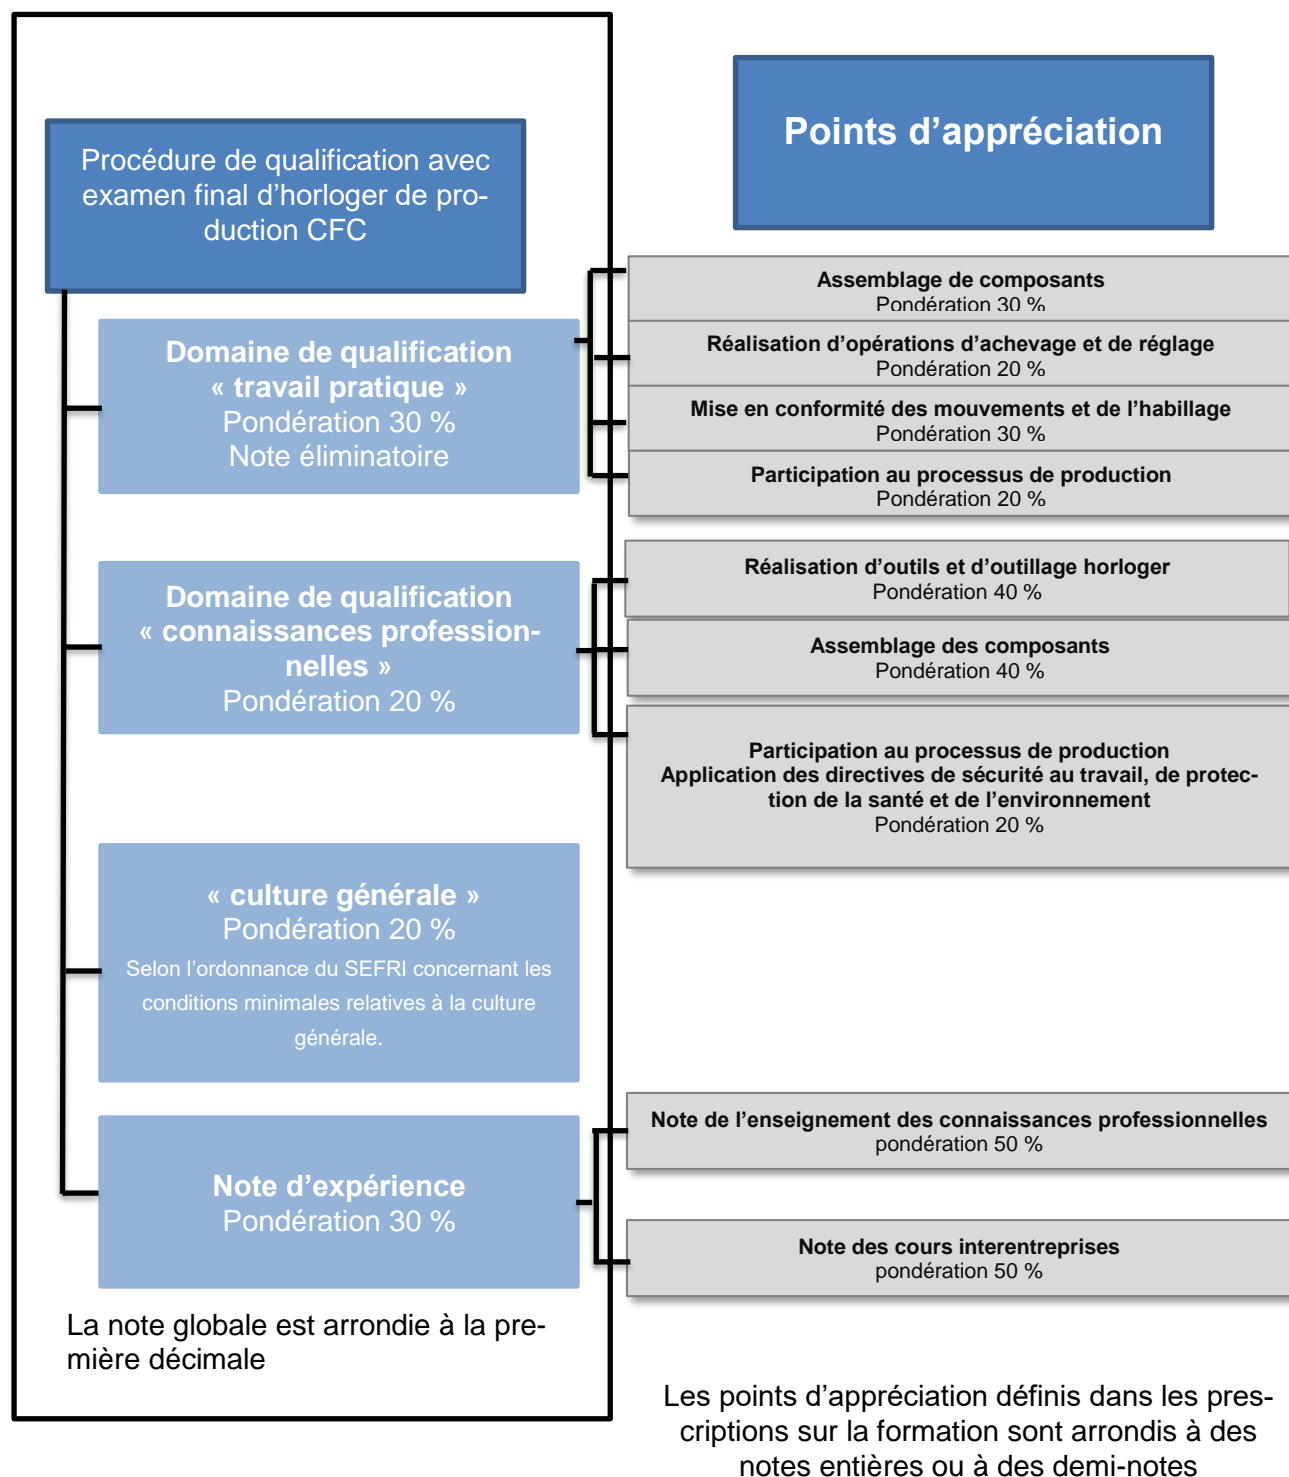 Procédure de qualification avec
examen final d’horloger de pro-
duction CFC
Domaine de qualification
« travail pratique »
Pondération 30 %
Note éliminatoire
Domaine de qualification
« connaissances profession-
nelles »
Pondération 20 %
« culture générale »
Pondération 20 %
Selon l’ordonnance du SEFRI concernant les
conditions minimales relatives à la culture
générale.
Note d’expérience
Pondération 30 %
La note globale est arrondie à la pre-
mière décimale
Points d’appréciation
Assemblage de composants
Pondération 30 %
Réalisation d’opérations d’achevage et de réglage
Pondération 20 %
Mise en conformité des mouvements et de l’habillage
Pondération 30 %
Participation au processus de production
Pondération 20 %
Réalisation d’outils et d’outillage horloger
Pondération 40 %
Assemblage des composants
Pondération 40 %
Participation au processus de production
Application des directives de sécurité au travail, de protec-
tion de la santé et de l’environnement
Pondération 20 %
Note de l’enseignement des connaissances professionnelles
pondération 50 %
Note des cours interentreprises
pondération 50 %
Les points d’appréciation définis dans les pres-
criptions sur la formation sont arrondis à des
notes entières ou à des demi-notes